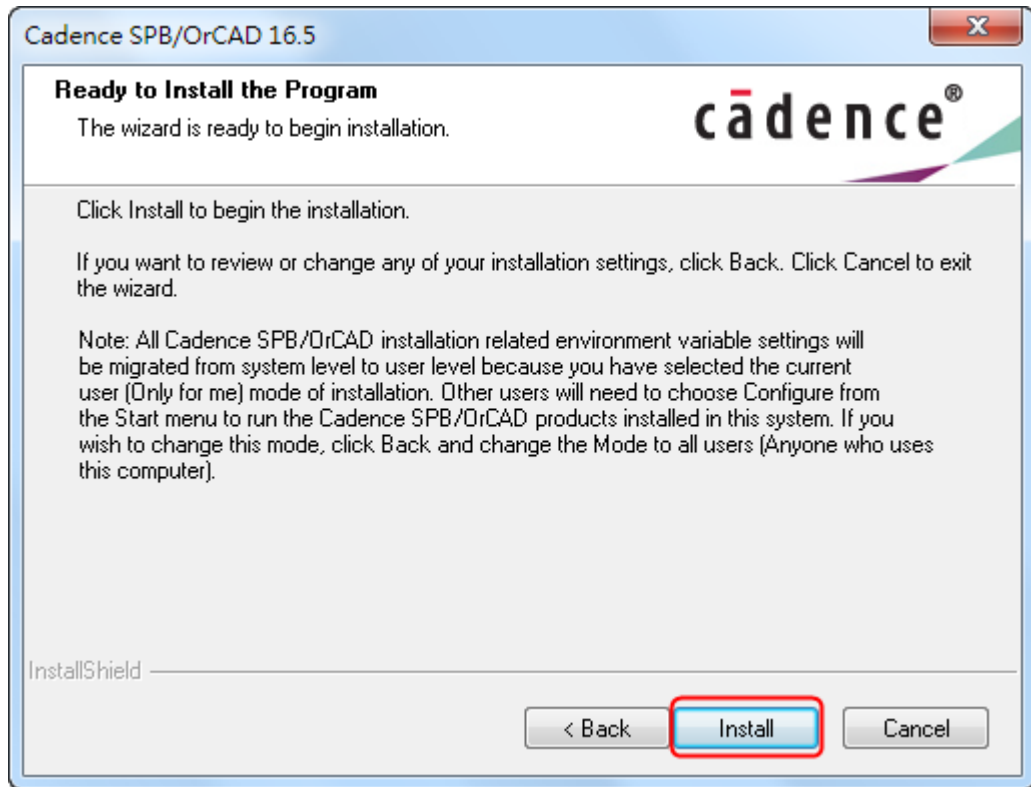 Cadence SPB/OrCAD 16.5
Ready to Install the Program
The wizard is ready to begin installation.
cādence®
Click Install to begin the installation.
If you want to review or change any of your installation settings, click Back. Click Cancel to exit
the wizard.
Note: All Cadence SPB/OrCAD installation related environment variable settings will
be migrated from system level to user level because you have selected the current
user (Only for me) mode of installation. Other users will need to choose Configure from
the Start menu to run the Cadence SPB/OrCAD products installed in this system. If you
wish to change this mode, click Back and change the Mode to all users (Anyone who uses
this computer).
InstallShield
< Back
Install
Cancel